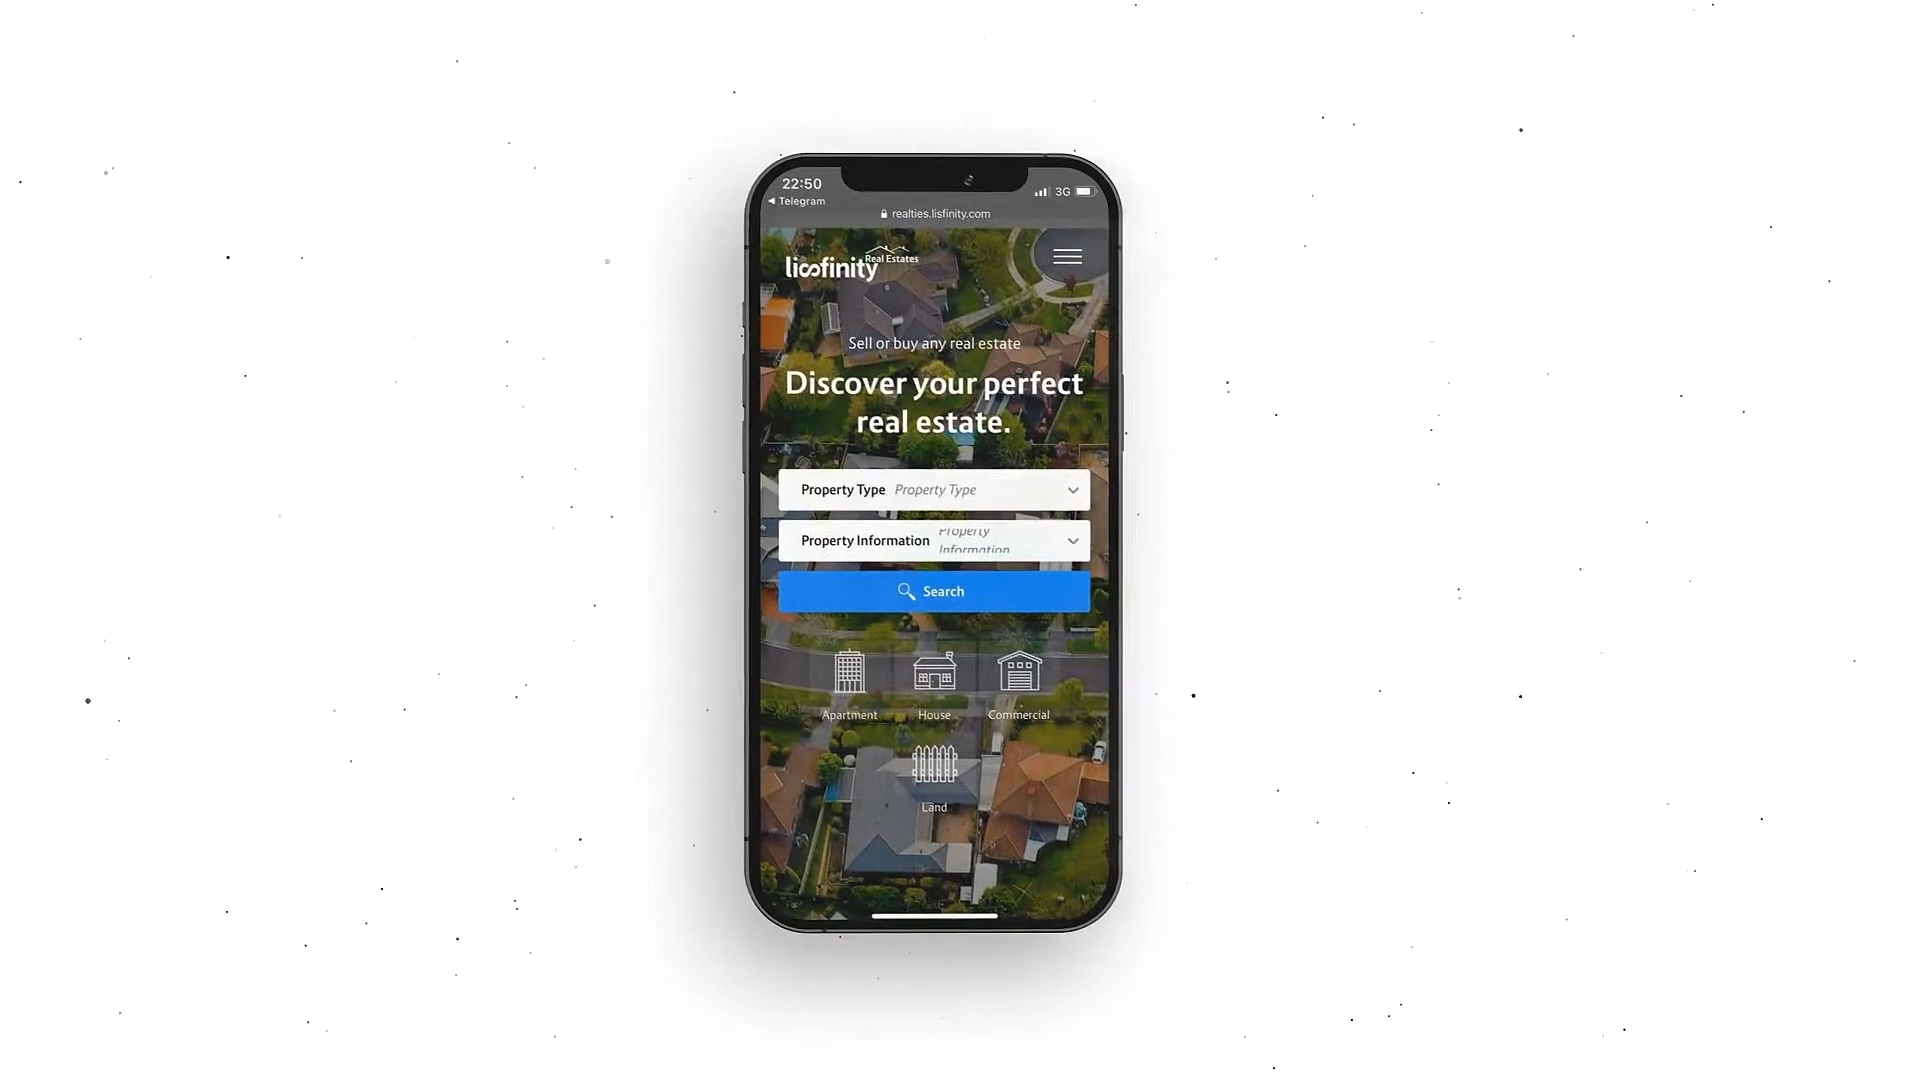 22:50
3G
◀ Telegram
realties.lisfinity.com
Real Estates
lisfinity
Sell or buy any real estate
Discover your perfect
real estate.
Property Type Property Type
Property Information Property
Information
Search
Apartment House Commercial
Land